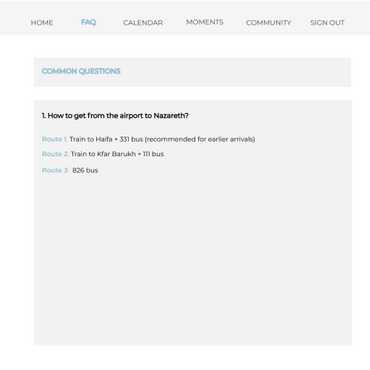 HOME FAQ CALENDAR MOMENTS COMMUNITY SIGN OUT
COMMON QUESTIONS
1. How to get from the airport to Nazareth?
Route 1: Train to Haifa + 331 bus (recommended for earlier arrivals)
Route 2: Train to Kfar Barukh + 111 bus
Route 3: 826 bus